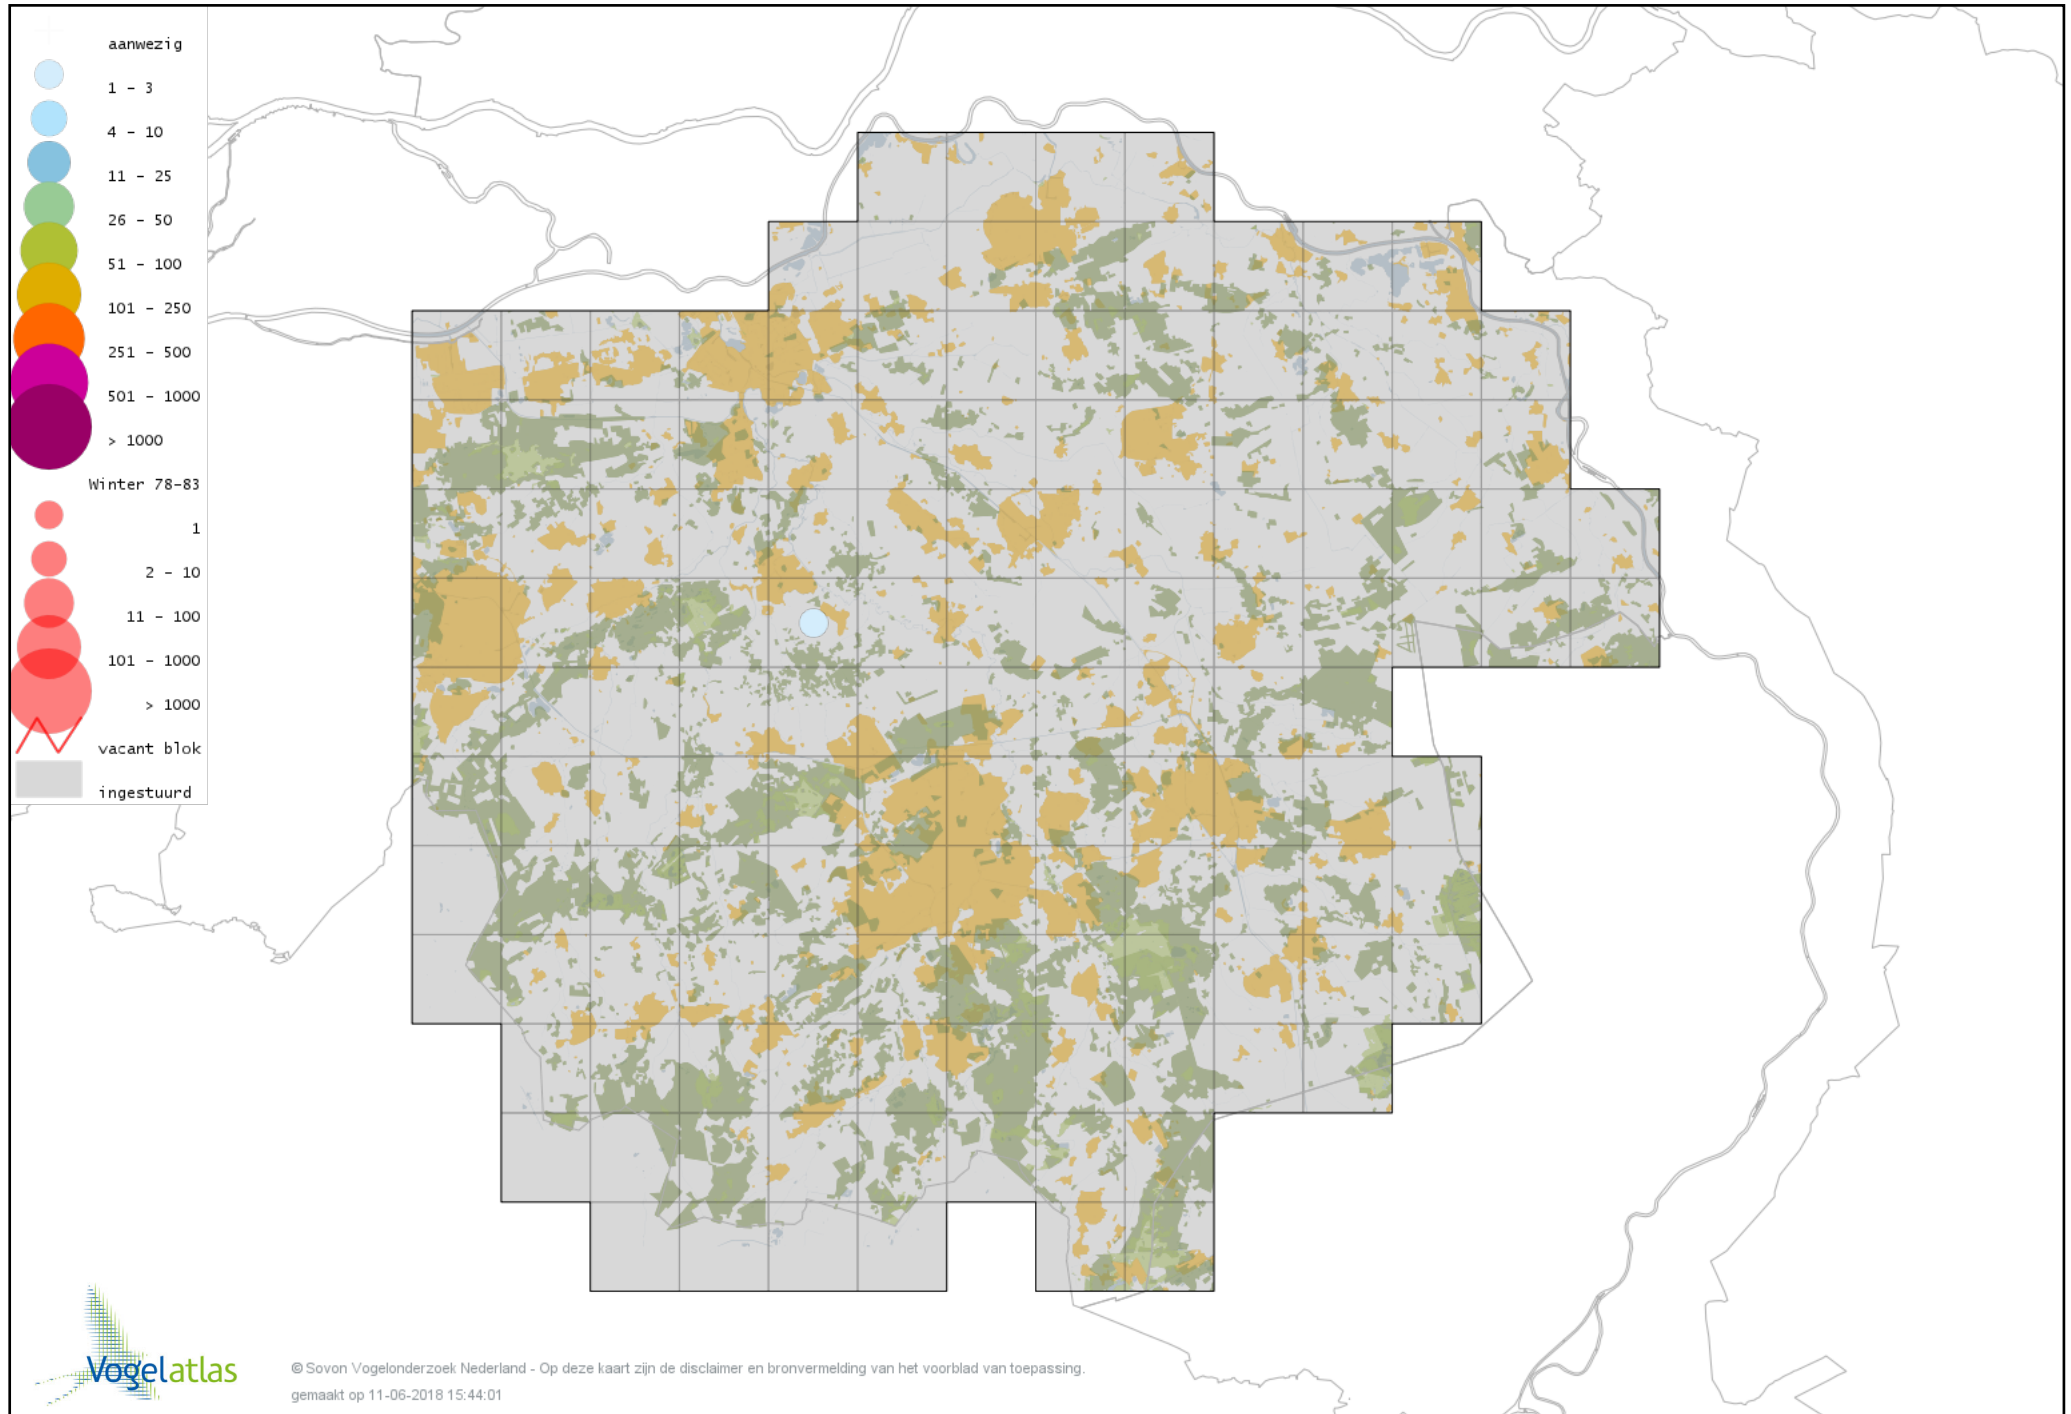 aanwezig
1 - 3
4 - 10
11 - 25
26 - 50
51 - 100
101 - 250
251 - 500
501 - 1000
> 1000
Winter 78-83
1
2 - 10
11 - 100
101 - 1000
> 1000
vacant blok
ingestuurd
Vogelatlas
© Sovon Vogelonderzoek Nederland - Op deze kaart zijn de disclaimer en bronvermelding van het voorblad van toepassing.
gemaakt op 11-06-2018 15:44:01